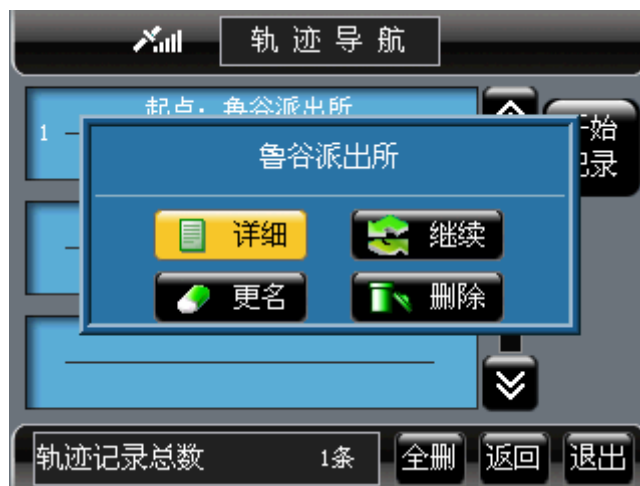 轨迹导航
起点：鲁谷派出所
1
鲁谷派出所
详细
继续
更名
删除
始
录
轨迹记录总数 1条
全删
返回
退出